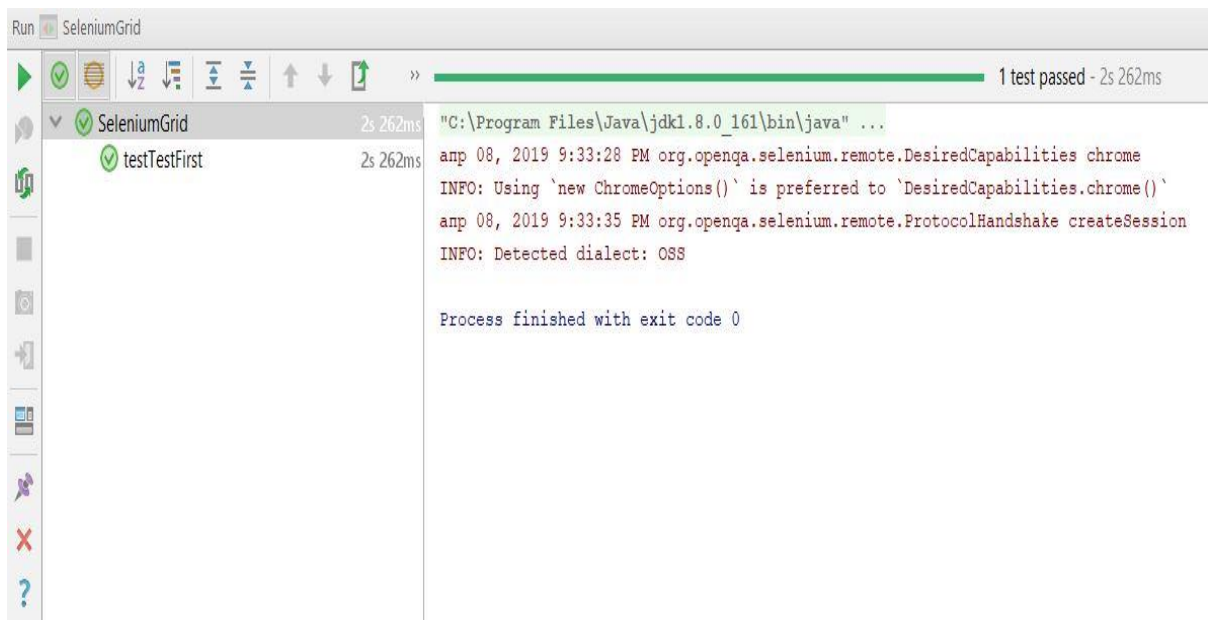 Run SeleniumGrid
1 test passed - 2s 262ms
SeleniumGrid 2s 262ms
testTestFirst 2s 262ms
"C:\Program Files\Java\jdk1.8.0_161\bin\java" ...
апр 08, 2019 9:33:28 PM org.openqa.selenium.remote.DesiredCapabilities chrome
INFO: Using `new ChromeOptions()` is preferred to `DesiredCapabilities.chrome()`
апр 08, 2019 9:33:35 PM org.openqa.selenium.remote.ProtocolHandshake createSession
INFO: Detected dialect: OSS
Process finished with exit code 0